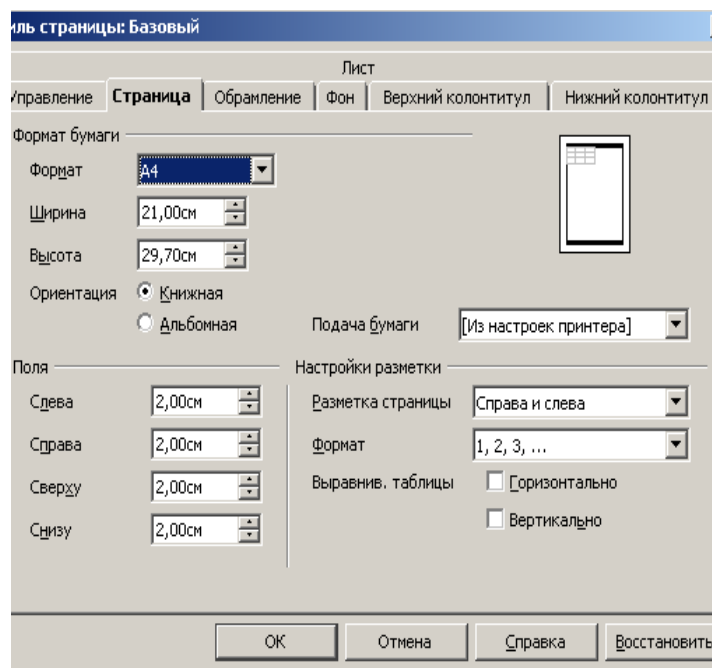 иль страницы: Базовый
Лист
Управление Страница Обрамление Фон Верхний колонтитул Нижний колонтитул
Формат бумаги
Формат A4
Ширина 21,00см
Высота 29,70см
Ориентация Книжная
Альбомная Подача бумаги [Из настроек принтера]
Поля Настройки разметки
Слева 2,00см Разметка страницы Справа и слева
Справа 2,00см Формат 1, 2, 3, ...
Сверху 2,00см Выравнив. таблицы Горизонтально
Снизу 2,00см Вертикально
ОК Отмена Справка Восстановить